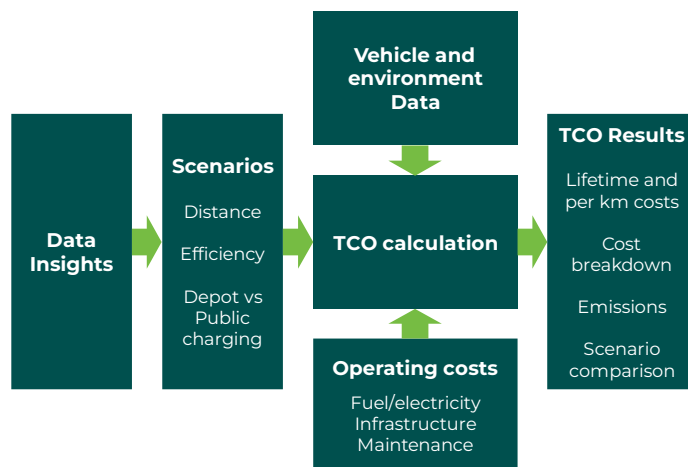 Data
Insights
Scenarios
Distance
Efficiency
Depot vs
Public
charging
Vehicle and
environment
Data
TCO calculation
Operating costs
Fuel/electricity
Infrastructure
Maintenance
TCO Results
Lifetime and
per km costs
Cost
breakdown
Emissions
Scenario
comparison